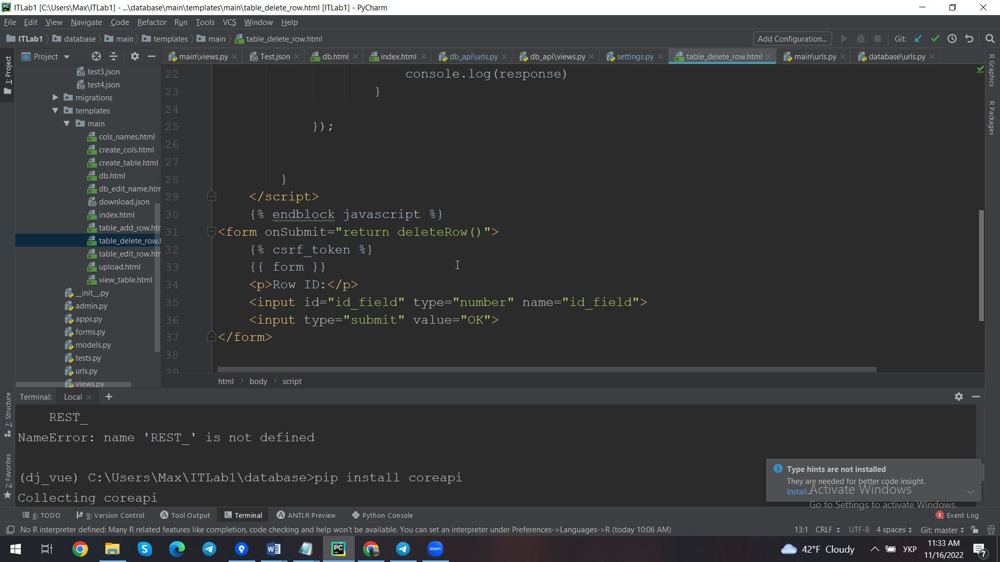 ITLab1 [C:\Users\Max\ITLab1] - ...\database\main\templates\main\table_delete_row.html [ITLab1] - PyCharm
File Edit View Navigate Code Refactor Run Tools VCS Window Help
ITLab1 database main templates main table_delete_row.html
Add Configuration... Git:
1: Project
Project
main\views.py Test.json db.html index.html db_api\urls.py db_api\views.py settings.py table_delete_row.html main\urls.py database\urls.py
R Graphics
R Packages
test3.json
test4.json
migrations
templates
main
cols_names.html
create_cols.html
create_table.html
db.html
db_edit_name.htm
download.json
index.html
table_add_row.htr
table_delete_row.
table_edit_row.htr
upload.html
view_table.html
__init__.py
admin.py
apps.py
forms.py
models.py
tests.py
urls.py
views.py
22 console.log(response)
23 }
24
25 });
26
27
28 }
29 </script>
30 {% endblock javascript %}
31 <form onSubmit="return deleteRow()">
32 {% csrf_token %}
33 {{ form }}
34 <p>Row ID:</p>
35 <input id="id_field" type="number" name="id_field">
36 <input type="submit" value="OK">
37 </form>
38
39
html body script
7: Structure
2: Favorites
Terminal: Local +
REST_
NameError: name 'REST_' is not defined
(dj_vue) C:\Users\Max\ITLab1\database>pip install coreapi
Collecting coreapi
Type hints are not installed
They are needed for better code insight.
Install...
Activate Windows
Go to Settings to activate Windows.
6: TODO 9: Version Control Tool Output Terminal ANTLR Preview Python Console 1 Event Log
No R interpreter defined: Many R related features like completion, code checking and help won't be available. You can set an interpreter under Preferences->Languages->R (today 10:06 AM)
13:1 CRLF UTF-8 4 spaces Git: master
PC zoom 42°F Cloudy УКР
11:33 AM
11/16/2022
7